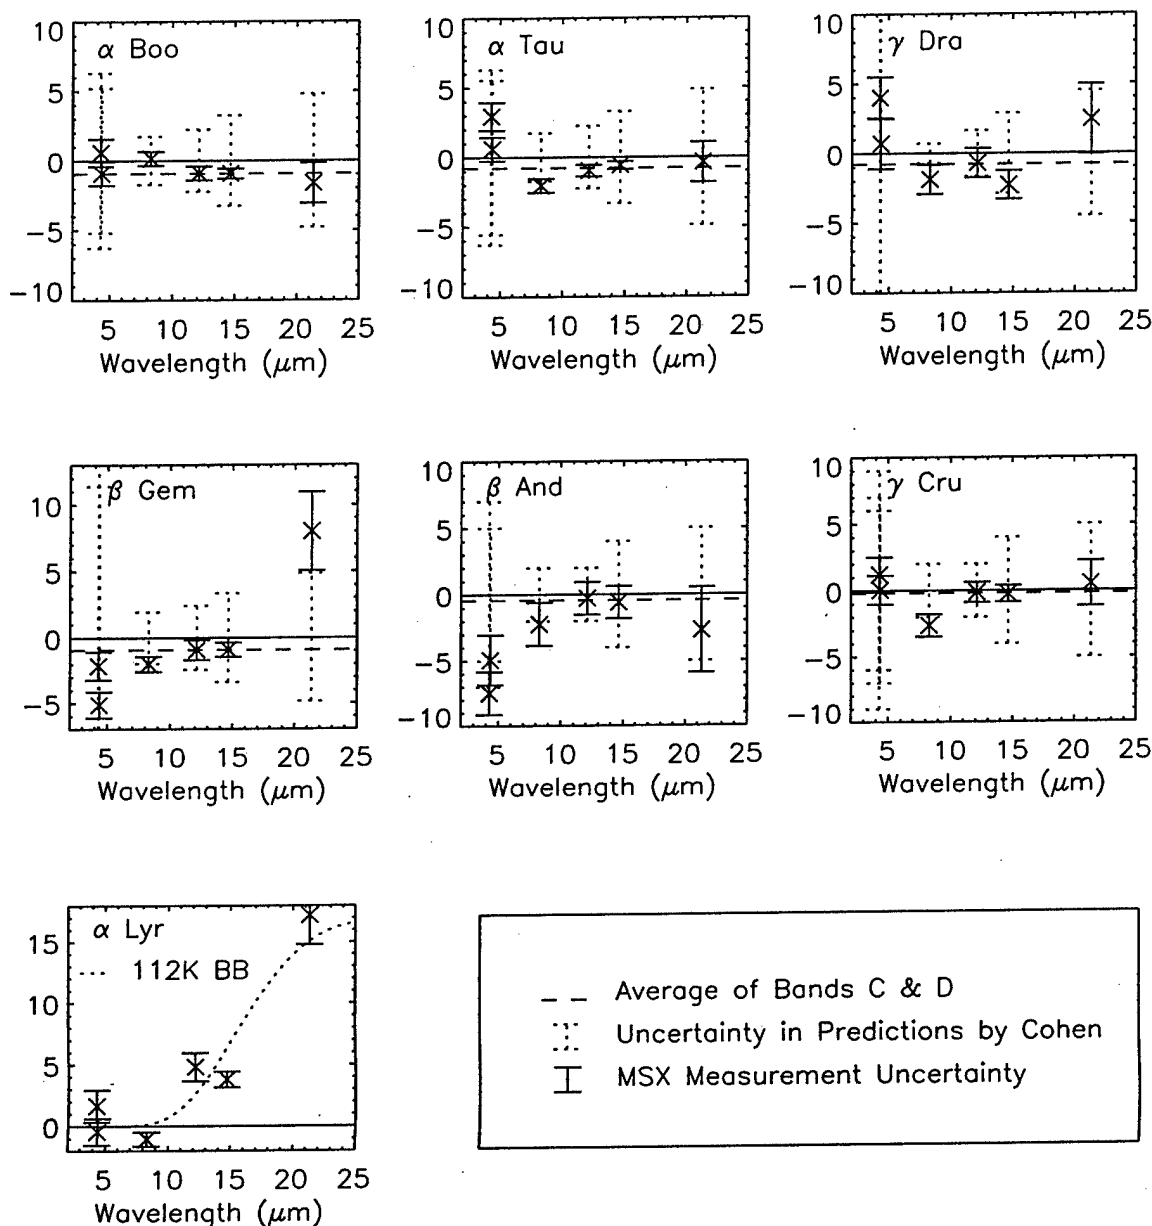 α Boo
10
5
0
−5
−10
5 10 15 20 25
Wavelength (μm)
α Tau
10
5
0
−5
−10
5 10 15 20 25
Wavelength (μm)
γ Dra
10
5
0
−5
−10
5 10 15 20 25
Wavelength (μm)
β Gem
10
5
0
−5
5 10 15 20 25
Wavelength (μm)
β And
10
5
0
−5
−10
5 10 15 20 25
Wavelength (μm)
γ Cru
10
5
0
−5
−10
5 10 15 20 25
Wavelength (μm)
α Lyr
112K BB
15
10
5
0
5 10 15 20 25
Wavelength (μm)
Average of Bands C & D
Uncertainty in Predictions by Cohen
MSX Measurement Uncertainty